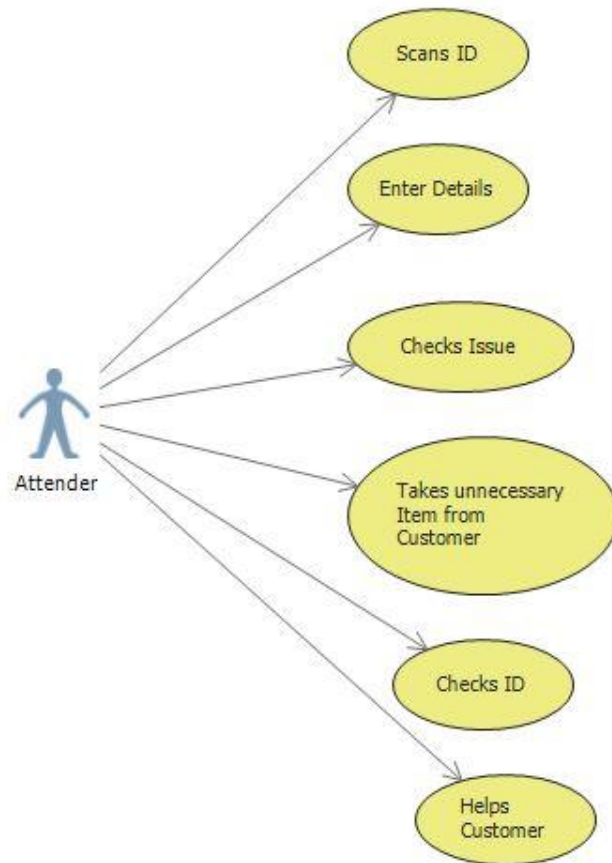 Scans ID
Enter Details
Checks Issue
Attender
Takes unnecessary
Item from
Customer
Checks ID
Helps
Customer